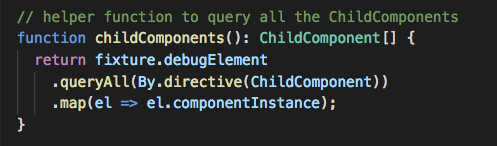 // helper function to query all the ChildComponents
function childComponents(): ChildComponent[] {
  return fixture.debugElement
    .queryAll(By.directive(ChildComponent))
    .map(el => el.componentInstance);
}